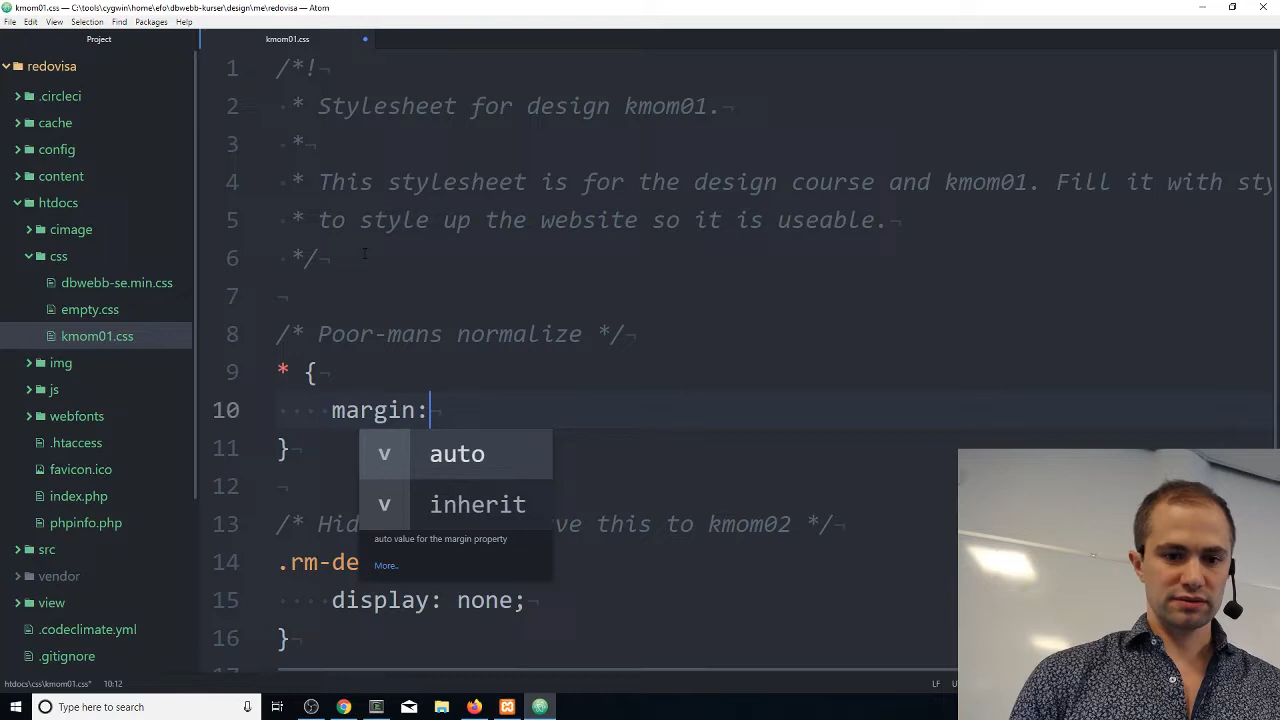 kmom01.css — C:\tools\cygwin\home\efo\dbwebb-kurser\design\me\redovisa — Atom
File Edit View Selection Find Packages Help
Project
kmom01.css
redovisa
.circleci
cache
config
content
htdocs
cimage
css
dbwebb-se.min.css
empty.css
kmom01.css
img
js
webfonts
.htaccess
favicon.ico
index.php
phpinfo.php
src
vendor
view
.codeclimate.yml
.gitignore
1 /*!¬
2 * Stylesheet for design kmom01.¬
3 *¬
4 * This stylesheet is for the design course and kmom01. Fill it with sty
5 * to style up the website so it is useable.¬
6 */¬
7 ¬
8 /* Poor-mans normalize */¬
9 * {¬
10 ····margin:¬
11 }¬
12 ¬
13 /* Hid ve this to kmom02 */¬
14 .rm-de
15 ····display: none;¬
16 }¬
17
v auto
v inherit
auto value for the margin property
More..
htdocs\css\kmom01.css* 10:12
LF U
Type here to search